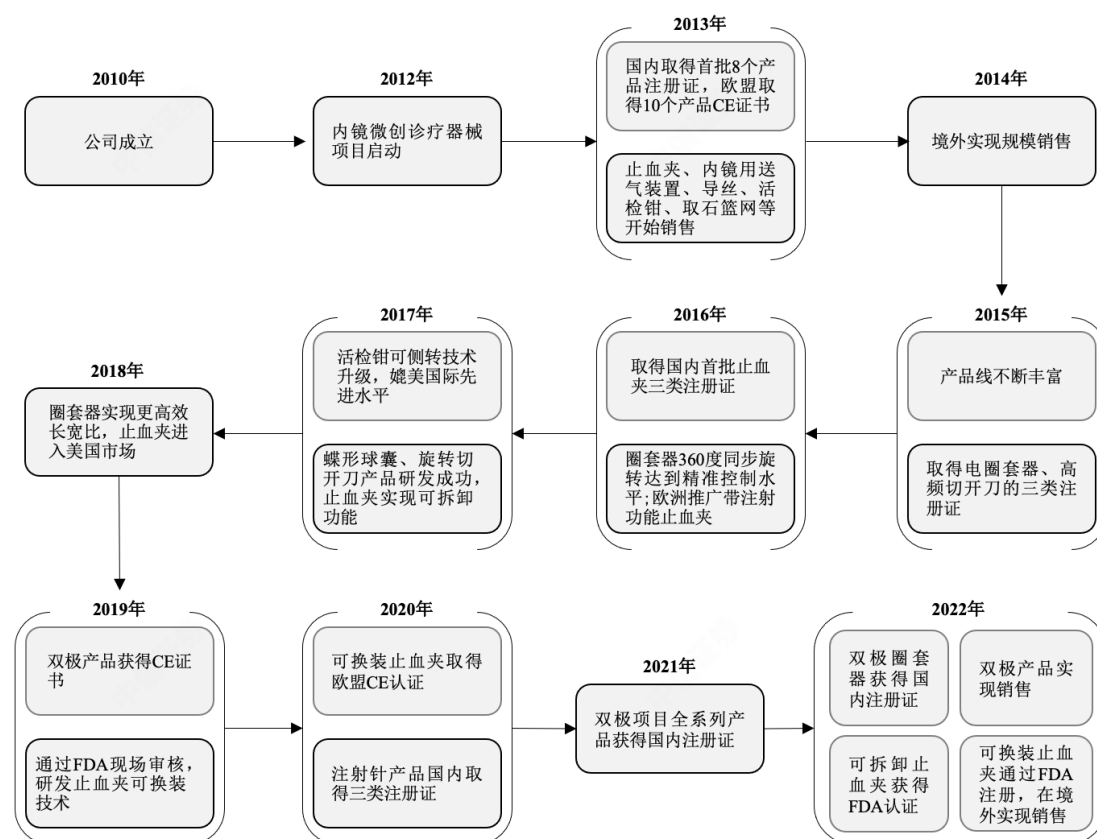 2010年
公司成立
2012年
内镜微创诊疗器械
项目启动
2013年
国内取得首批8个产
品注册证，欧盟取
得10个产品CE证书
止血夹、内镜用送
气装置、导丝、活
检钳、取石篮网等
开始销售
2014年
境外实现规模销售
2015年
产品线不断丰富
取得电圈套器、高
频切开刀的三类注
册证
2016年
取得国内首批止血
夹三类注册证
圈套器360度同步旋
转达到精准控制水
平;欧洲推广带注射
功能止血夹
2017年
活检钳可侧转技术
升级，媲美国际先
进水平
蝶形球囊、旋转切
开刀产品研发成功，
止血夹实现可拆卸
功能
2018年
圈套器实现更高效
长宽比，止血夹进
入美国市场
2019年
双极产品获得CE证
书
通过FDA现场审核，
研发止血夹可换装
技术
2020年
可换装止血夹取得
欧盟CE认证
注射针产品国内取
得三类注册证
2021年
双极项目全系列产
品获得国内注册证
2022年
双极圈套
器获得国
内注册证
双极产品实
现销售
可拆卸止
血夹获得
FDA认证
可换装止血
夹通过FDA
注册，在境
外实现销售